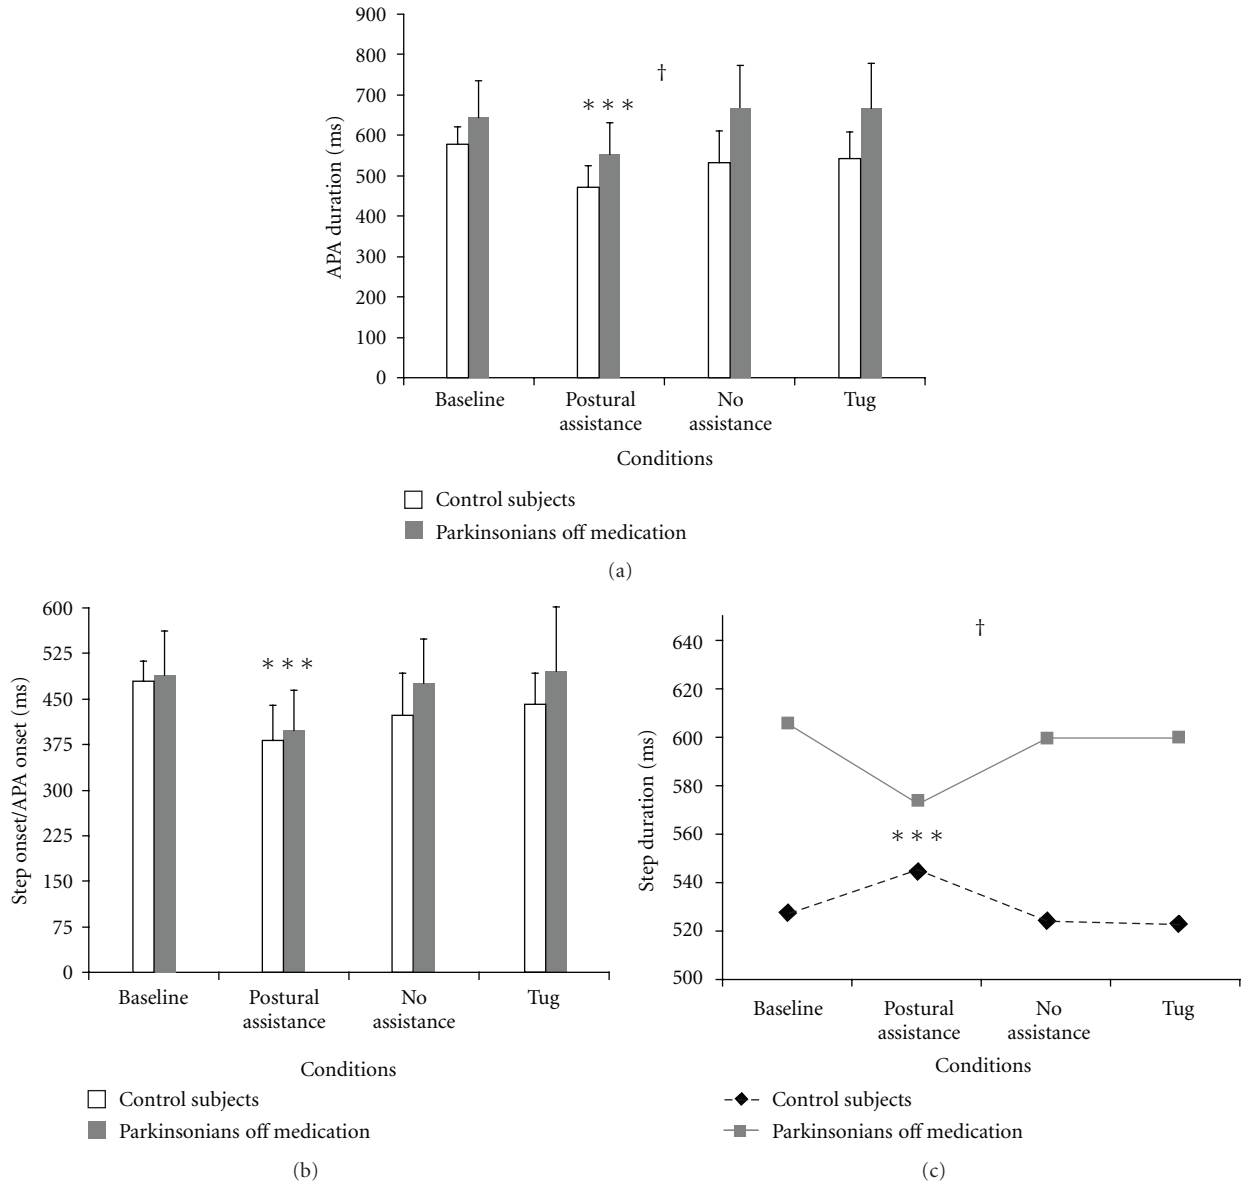 900
800
700
600
500
400
300
200
100
0
APA duration (ms)
†
∗ ∗ ∗
Baseline
Postural
assistance
No
assistance
Tug
Conditions
Control subjects
Parkinsonians off medication
(a)
600
525
450
375
300
225
150
75
0
Step onset/APA onset (ms)
∗ ∗ ∗
Baseline
Postural
assistance
No
assistance
Tug
Conditions
Control subjects
Parkinsonians off medication
(b)
640
620
600
580
560
540
520
500
Step duration (ms)
†
∗ ∗ ∗
Baseline
Postural
assistance
No
assistance
Tug
Conditions
Control subjects
Parkinsonians off medication
(c)